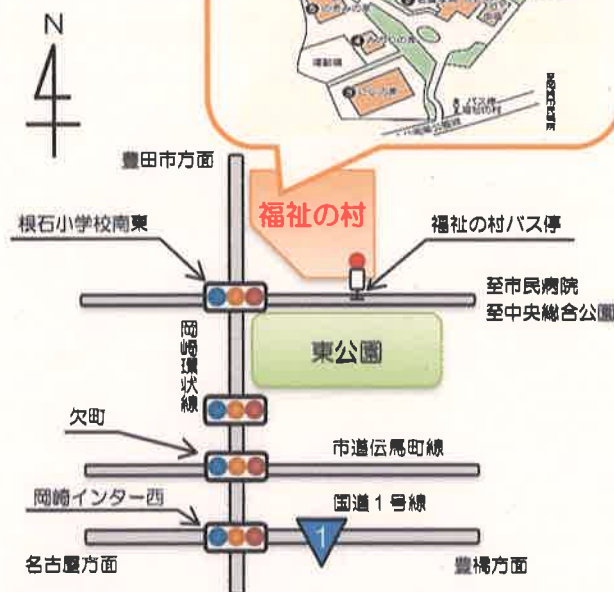 N
豊田市方面
福祉の村
根石小学校南東
福祉の村バス停
至市民病院
至中央総合公園
岡崎環状線
東公園
欠町
市道伝馬町線
岡崎インター西
国道1号線
1
名古屋方面
豊橋方面